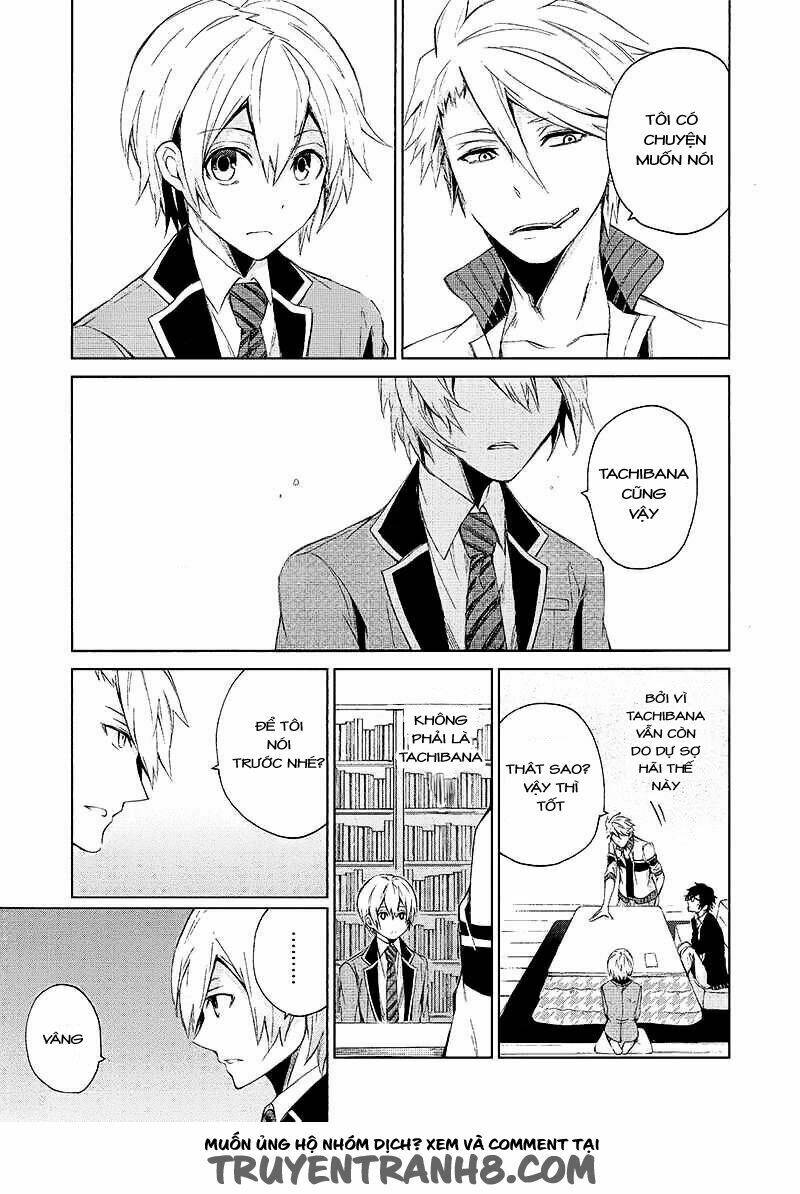 TÔI CÓ
CHUYỆN
MUỐN NÓI
TACHIBANA
CŨNG
VẬY
BỞI VÌ
TACHIBANA
VẪN CÒN
DO DỰ SỢ
HÃI THẾ
NÀY
THẬT SAO?
VẬY THÌ
TỐT
KHÔNG
PHẢI LÀ
TACHIBANA
ĐỂ TÔI
NÓI
TRƯỚC NHÉ?
......
VÂNG
MUỐN ỦNG HỘ NHÓM DỊCH? XEM VÀ COMMENT TẠI
TRUYENTRANH8.COM